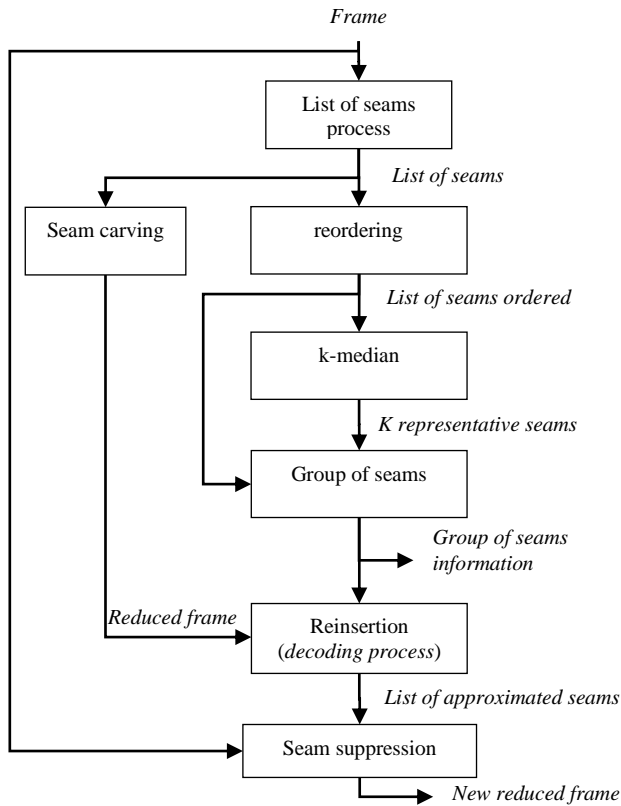 Frame
List of seams
process
List of seams
Seam carving
reordering
List of seams ordered
k-median
K representative seams
Group of seams
Group of seams
information
Reduced frame
Reinsertion
(decoding process)
List of approximated seams
Seam suppression
New reduced frame